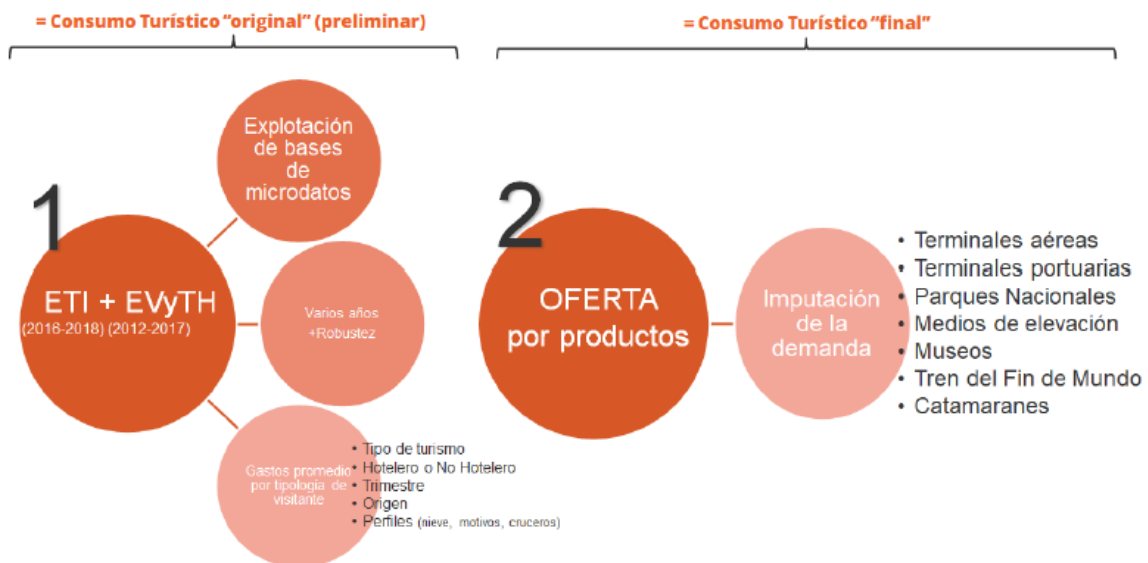 = Consumo Turístico “original” (preliminar)
1
ETI + EVyTH
(2016-2018) (2012-2017)
Explotación
de bases
de
microdatos
Varios años
+Robustez
Gastos promedio
por tipología de
visitante
• Tipo de turismo
• Hotelero o No Hotelero
• Trimestre
• Origen
• Perfiles (nieve, motivos, cruceros)
= Consumo Turístico “final”
2
OFERTA
por productos
Imputación
de la
demanda
• Terminales aéreas
• Terminales portuarias
• Parques Nacionales
• Medios de elevación
• Museos
• Tren del Fin de Mundo
• Catamaranes